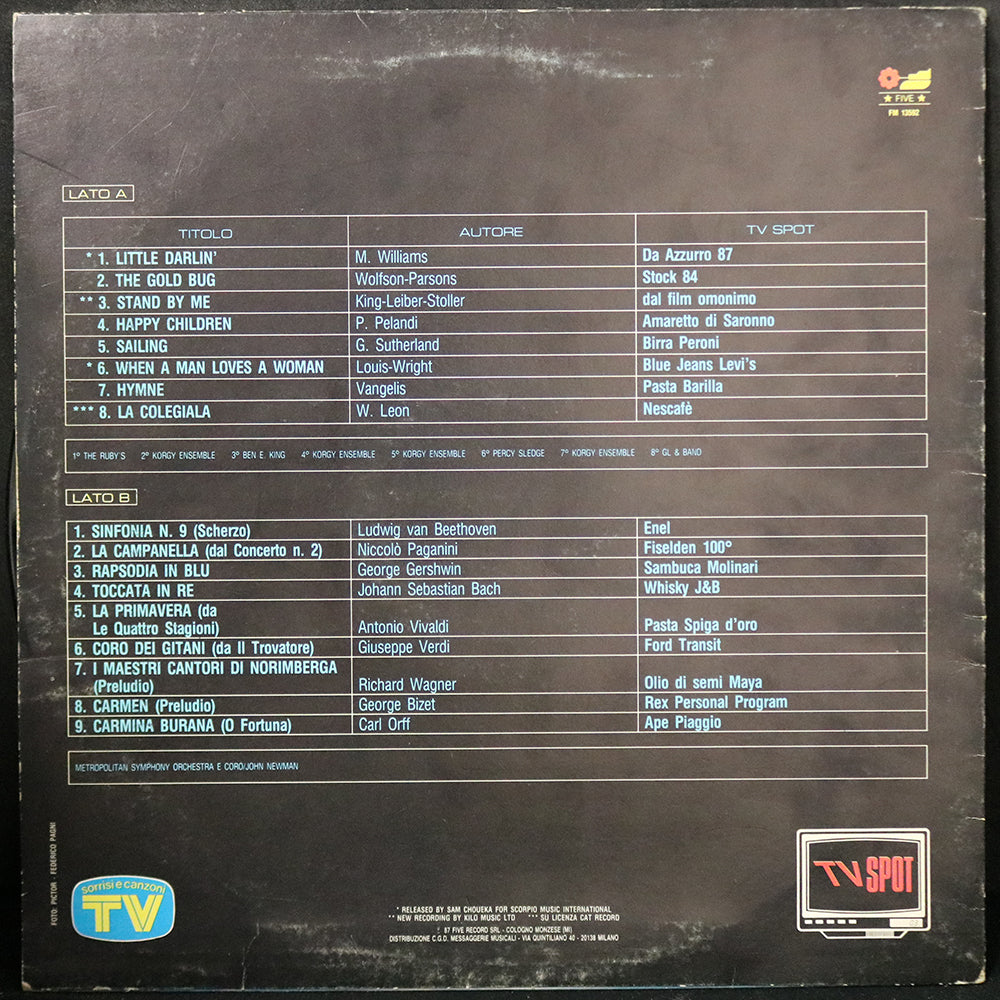 ★ FIVE ★
FM 13592
LATO A
TITOLO AUTORE TV SPOT
* 1. LITTLE DARLIN' M. Williams Da Azzurro 87
2. THE GOLD BUG Wolfson-Parsons Stock 84
** 3. STAND BY ME King-Leiber-Stoller dal film omonimo
4. HAPPY CHILDREN P. Pelandi Amaretto di Saronno
5. SAILING G. Sutherland Birra Peroni
* 6. WHEN A MAN LOVES A WOMAN Louis-Wright Blue Jeans Levi's
7. HYMNE Vangelis Pasta Barilla
*** 8. LA COLEGIALA W. Leon Nescafè
1° THE RUBY'S 2° KORGY ENSEMBLE 3° BEN E. KING 4° KORGY ENSEMBLE 5° KORGY ENSEMBLE 6° PERCY SLEDGE 7° KORGY ENSEMBLE 8° GL & BAND
LATO B
1. SINFONIA N. 9 (Scherzo) Ludwig van Beethoven Enel
2. LA CAMPANELLA (dal Concerto n. 2) Niccolò Paganini Fiselden 100°
3. RAPSODIA IN BLU George Gershwin Sambuca Molinari
4. TOCCATA IN RE Johann Sebastian Bach Whisky J&B
5. LA PRIMAVERA (da
Le Quattro Stagioni) Antonio Vivaldi Pasta Spiga d'oro
6. CORO DEI GITANI (da Il Trovatore) Giuseppe Verdi Ford Transit
7. I MAESTRI CANTORI DI NORIMBERGA
(Preludio) Richard Wagner Olio di semi Maya
8. CARMEN (Preludio) George Bizet Rex Personal Program
9. CARMINA BURANA (O Fortuna) Carl Orff Ape Piaggio
METROPOLITAN SYMPHONY ORCHESTRA E CORO/JOHN NEWMAN
FOTO: PICTOR - FEDERICO PAGNI
sorrisi e canzoni
TV
TV SPOT
* RELEASED BY SAM CHOUEKA FOR SCORPIO MUSIC INTERNATIONAL
** NEW RECORDING BY KILO MUSIC LTD *** SU LICENZA CAT RECORD
87 FIVE RECORD SRL - COLOGNO MONZESE (MI)
DISTRIBUZIONE C.G.D. MESSAGGERIE MUSICALI - VIA QUINTILIANO 40 - 20138 MILANO